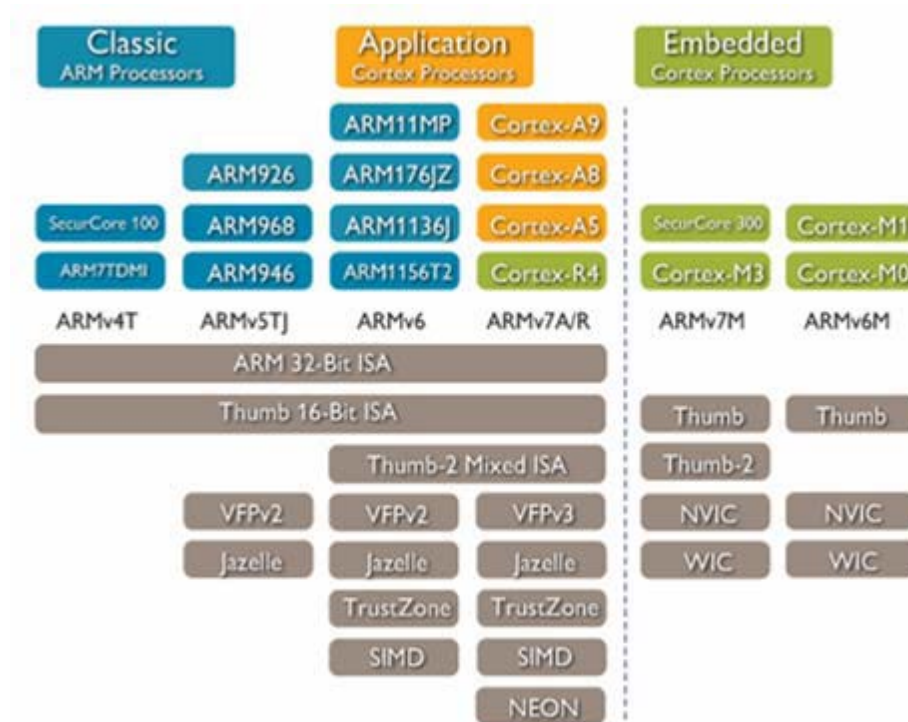 Classic
ARM Processors
Application
Cortex Processors
Embedded
Cortex Processors
ARM11MP
Cortex-A9
ARM926
ARM176JZ
Cortex-A8
SecurCore 100
ARM968
ARM1136J
Cortex-A5
SecurCore 300
Cortex-M1
ARM7TDMI
ARM946
ARM1156T2
Cortex-R4
Cortex-M3
Cortex-M0
ARMv4T
ARMv5TJ
ARMv6
ARMv7A/R
ARMv7M
ARMv6M
ARM 32-Bit ISA
Thumb 16-Bit ISA
Thumb
Thumb
Thumb-2 Mixed ISA
Thumb-2
VFPv2
VFPv2
VFPv3
NVIC
NVIC
Jazelle
Jazelle
Jazelle
WIC
WIC
TrustZone
TrustZone
SIMD
SIMD
NEON